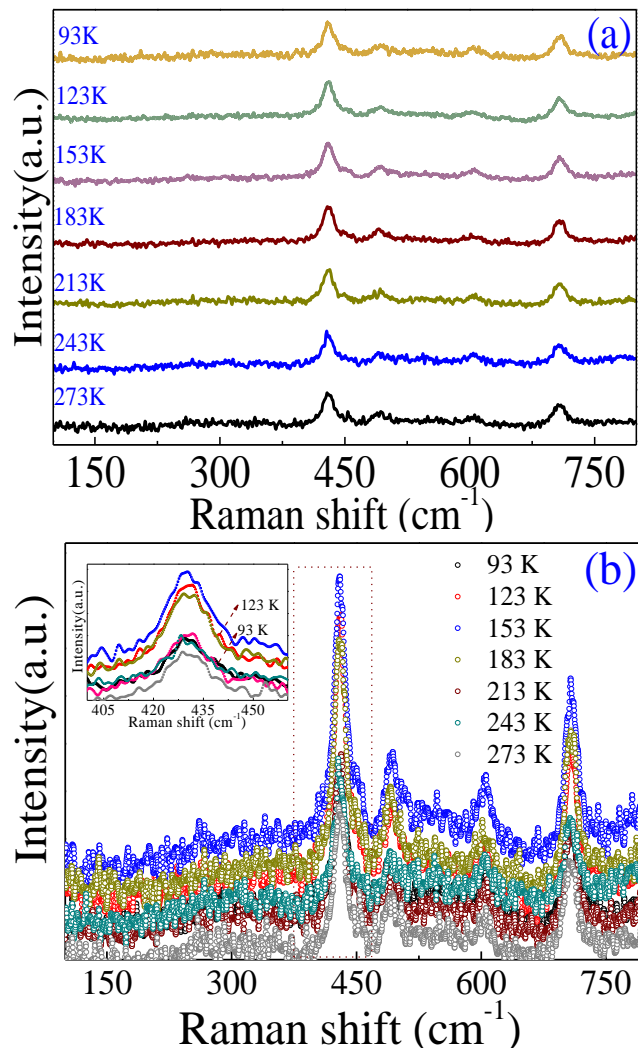 (a)
93K
123K
153K
183K
213K
243K
273K
Intensity(a.u.)
150 300 450 600 750
Raman shift (cm⁻¹)
(b)
93 K
123 K
153 K
183 K
213 K
243 K
273 K
Intensity(a.u.)
123 K
93 K
405 420 435 450
Raman shift (cm⁻¹)
Intensity(a.u.)
150 300 450 600 750
Raman shift (cm⁻¹)